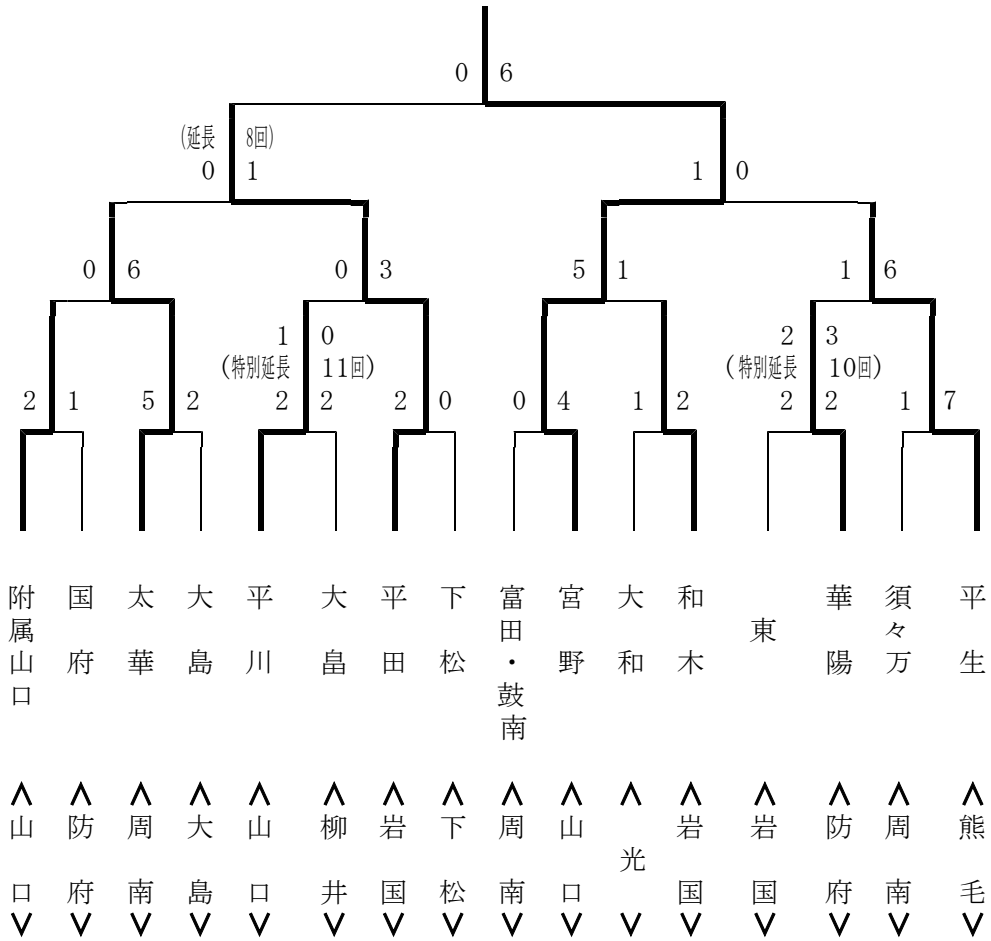 0 6
(延長 8回)
0 1 1 0
0 6 0 3 5 1 1 6
1 0 2 3
(特別延長 11回) (特別延長 10回)
2 1 5 2 2 2 2 0 0 4 1 2 2 2 1 7
附属山口
国府
太華
大島
平川
大畠
平田
下松
富田・鼓南
宮野
大和
和木
東
華陽
須々万
平生
<山口>
<防府>
<周南>
<大島>
<山口>
<柳井>
<岩国>
<下松>
<周南>
<山口>
<光>
<岩国>
<岩国>
<防府>
<周南>
<熊毛>